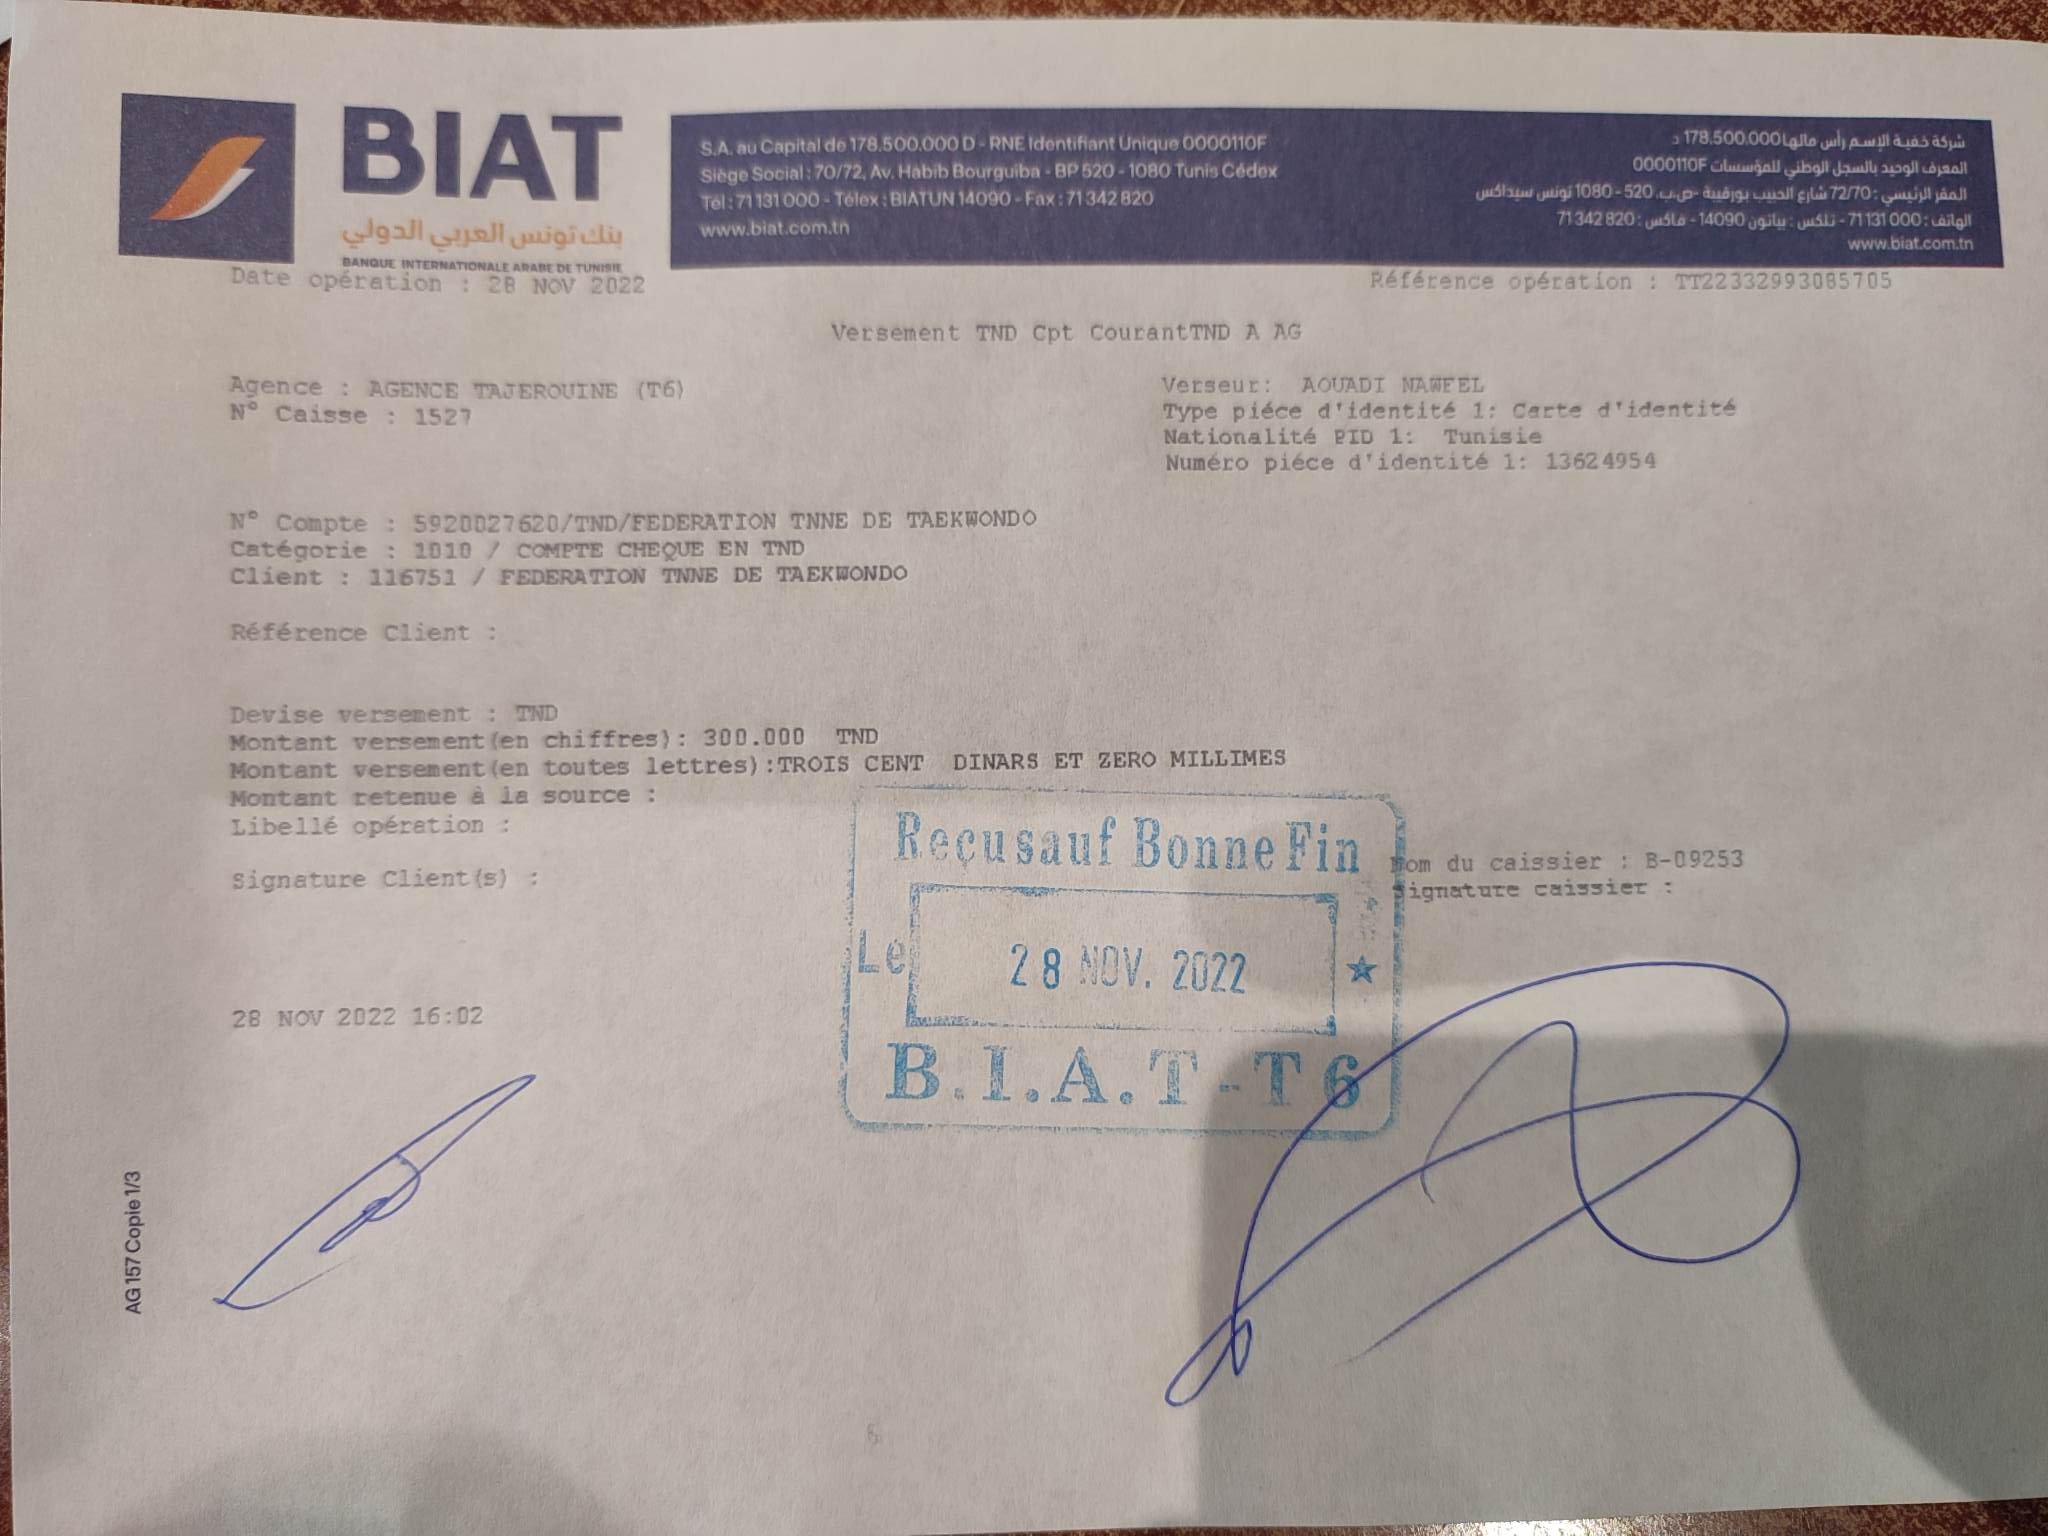 BIAT
بنك تونس العربي الدولي
BANQUE INTERNATIONALE ARABE DE TUNISIE
S.A. au Capital de 178.500.000 D - RNE Identifiant Unique 0000110F
Siège Social : 70/72, Av. Habib Bourguiba - BP 520 - 1080 Tunis Cédex
Tél : 71 131 000 - Télex : BIATUN 14090 - Fax : 71 342 820
www.biat.com.tn
شركة خفية الإسم رأس مالها 178.500.000 د
المعرف الوحيد بالسجل الوطني للمؤسسات 0000110F
المقر الرئيسي : 72/70 شارع الحبيب بورقيبة -ص.ب. 520 - 1080 تونس سيداكس
الهاتف : 71 131 000 - تلكس : بياتون 14090 - فاكس : 71 342 820
www.biat.com.tn
Date opération : 28 NOV 2022
Référence opération : TT22332993085705
Versement TND Cpt CourantTND A AG
Agence : AGENCE TAJEROUINE (T6)
N° Caisse : 1527
Verseur: AOUADI NAWEEL
Type piéce d'identité 1: Carte d'identité
Nationalité PID 1: Tunisie
Numéro piéce d'identité 1: 13624954
N° Compte : 5920027620/TND/FEDERATION TNNE DE TAEKWONDO
Catégorie : 1010 / COMPTE CHEQUE EN TND
Client : 116751 / FEDERATION TNNE DE TAEKWONDO
Référence Client :
Devise versement : TND
Montant versement(en chiffres): 300.000 TND
Montant versement(en toutes lettres):TROIS CENT DINARS ET ZERO MILLIMES
Montant retenue à la source :
Libellé opération :
Signature Client(s) :
Nom du caissier : B-09253
Signature caissier :
Reçu sauf Bonne Fin
Le 28 NOV. 2022
B.I.A.T - T6
28 NOV 2022 16:02
AG 157 Copie 1/3